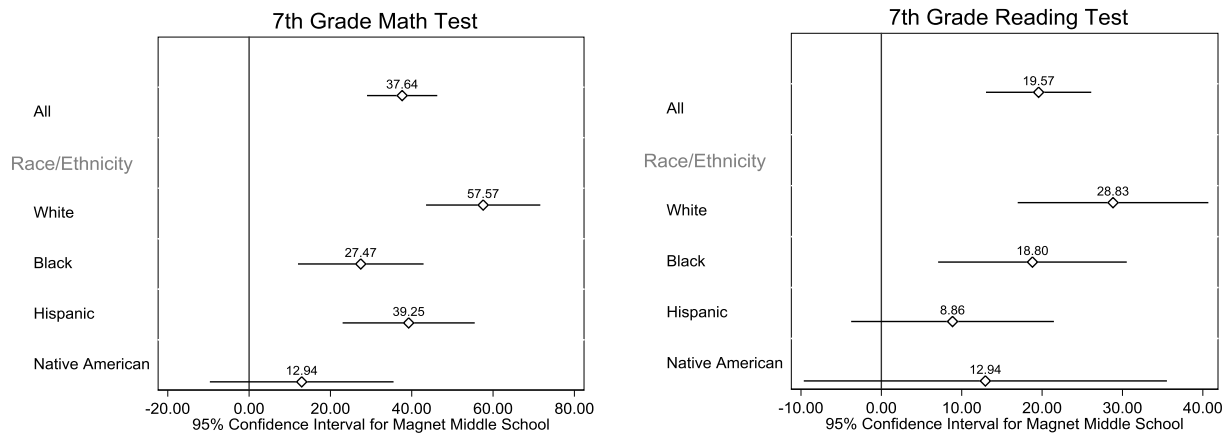 7th Grade Math Test
37.64
All
Race/Ethnicity
57.57
White
27.47
Black
39.25
Hispanic
Native American
12.94
-20.00 0.00 20.00 40.00 60.00 80.00
95% Confidence Interval for Magnet Middle School
7th Grade Reading Test
19.57
All
Race/Ethnicity
28.83
White
18.80
Black
8.86
Hispanic
Native American
12.94
-10.00 0.00 10.00 20.00 30.00 40.00
95% Confidence Interval for Magnet Middle School